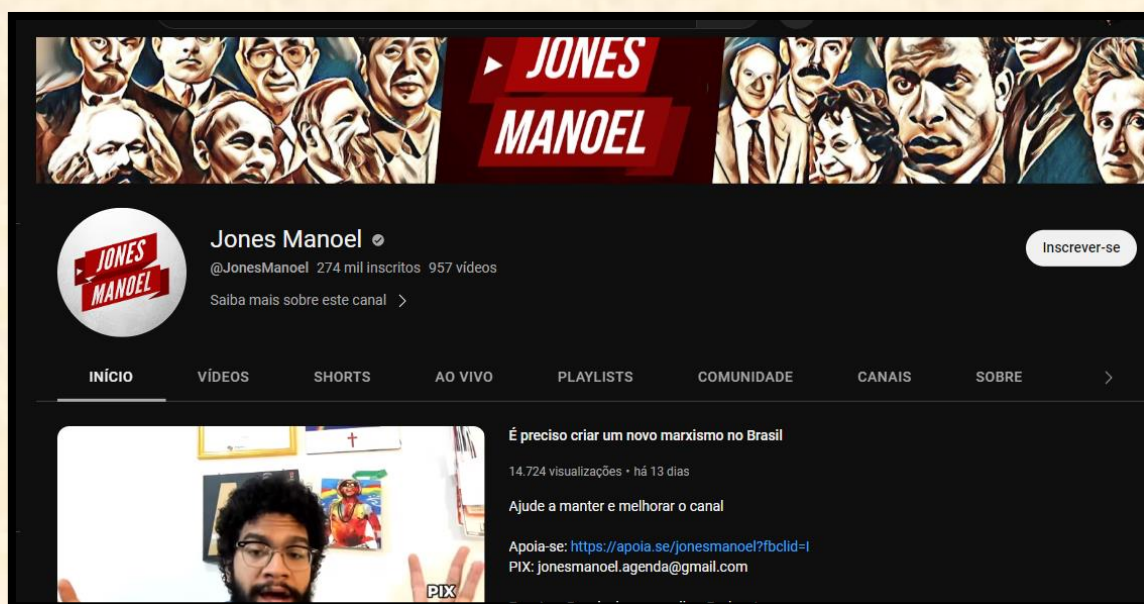 JONES
MANOEL
JONES
MANOEL
Jones Manoel
@JonesManoel 274 mil inscritos 957 vídeos
Saiba mais sobre este canal
Inscrever-se
INÍCIO VÍDEOS SHORTS AO VIVO PLAYLISTS COMUNIDADE CANAIS SOBRE
É preciso criar um novo marxismo no Brasil
14.724 visualizações • há 13 dias
Ajude a manter e melhorar o canal
Apoia-se: https://apoia.se/jonesmanoel?fbclid=I
PIX: jonesmanoel.agenda@gmail.com
PIX